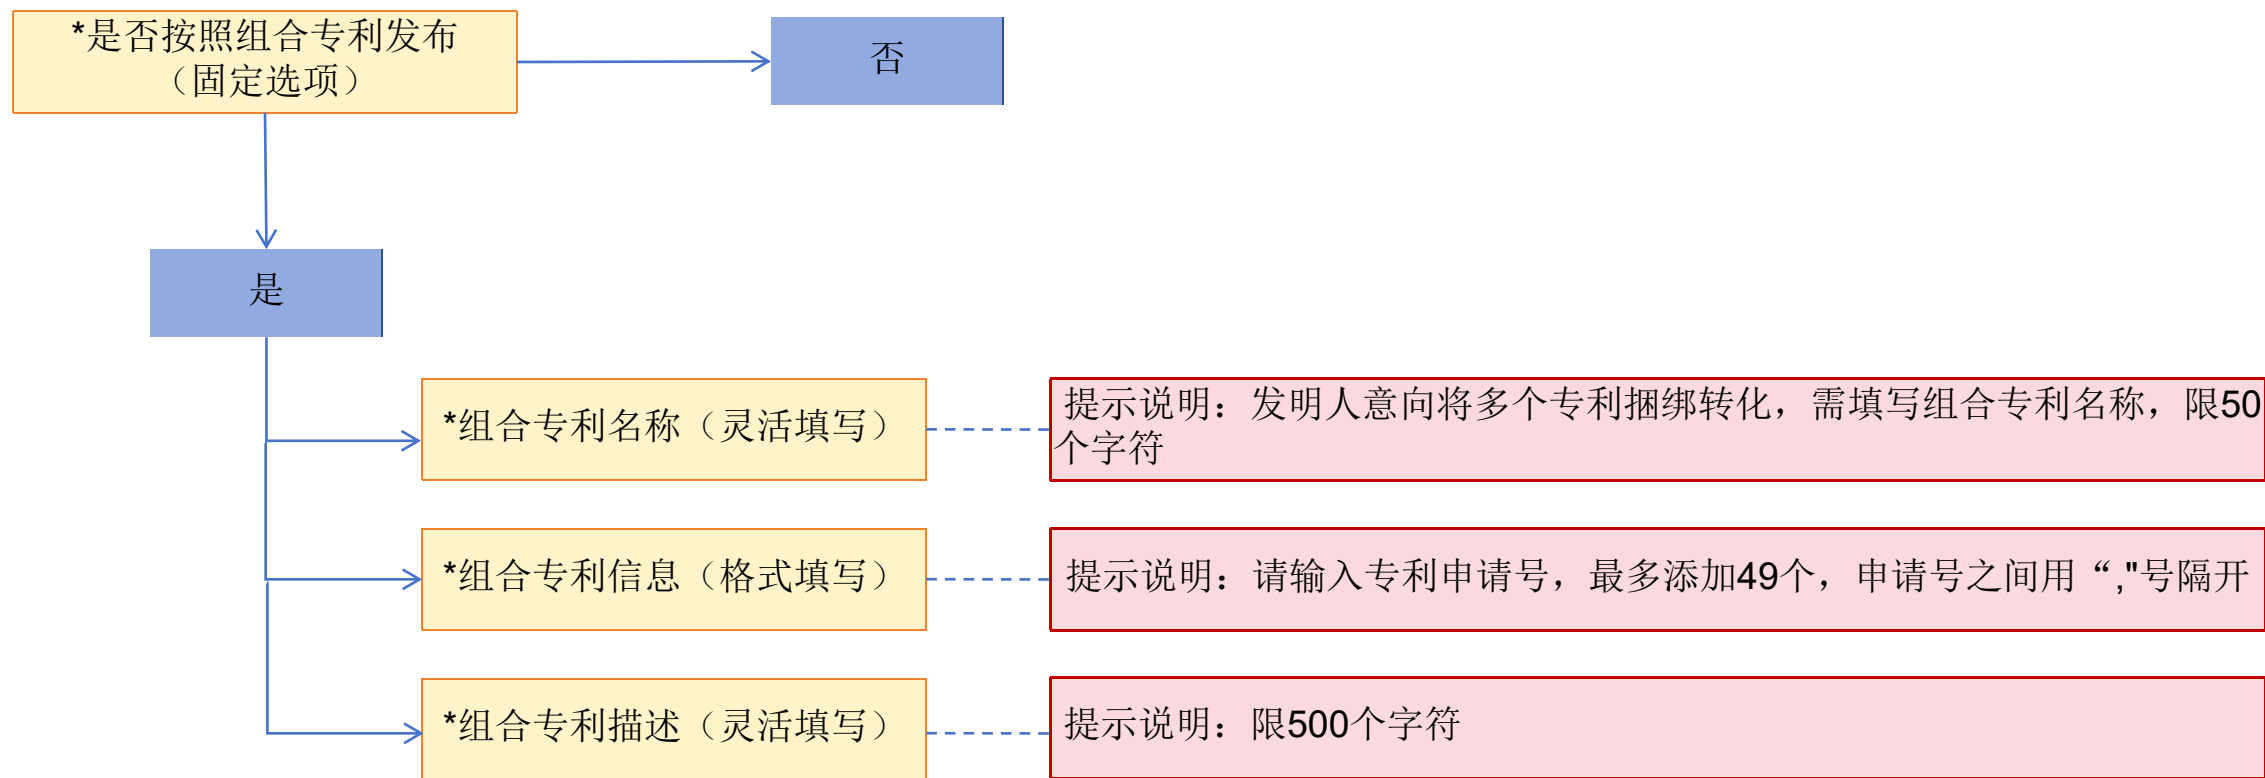 *是否按照组合专利发布
（固定选项）
否
是
*组合专利名称（灵活填写）
提示说明：发明人意向将多个专利捆绑转化，需填写组合专利名称，限50
个字符
*组合专利信息（格式填写）
提示说明：请输入专利申请号，最多添加49个，申请号之间用“,"号隔开
*组合专利描述（灵活填写）
提示说明：限500个字符